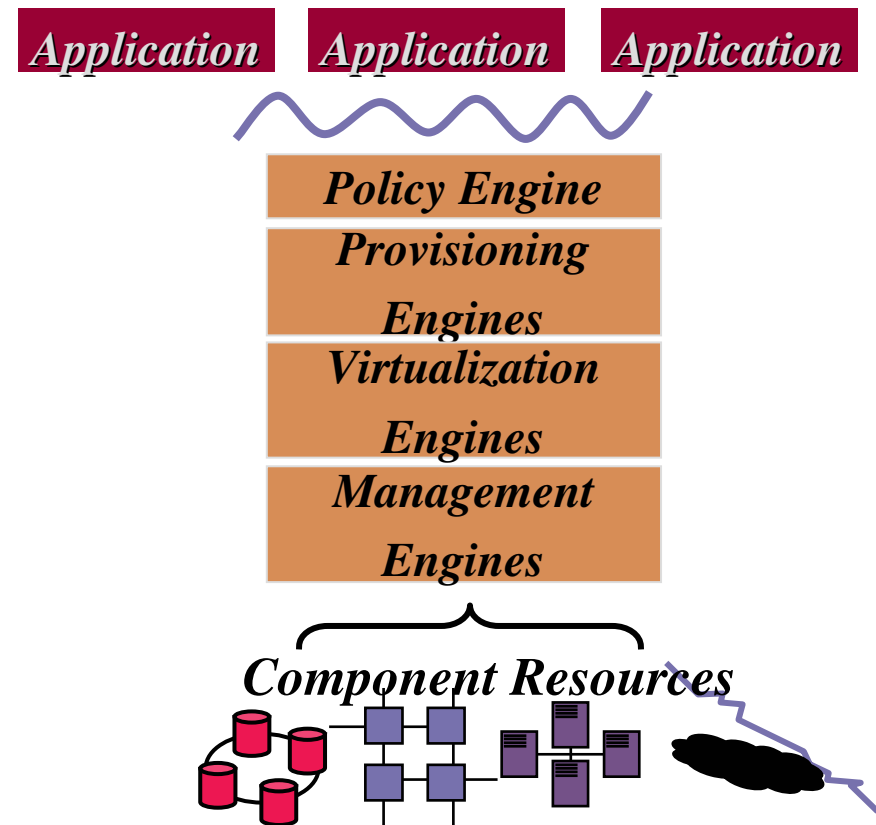 Application Application Application
Policy Engine
Provisioning
Engines
Virtualization
Engines
Management
Engines
Component Resources